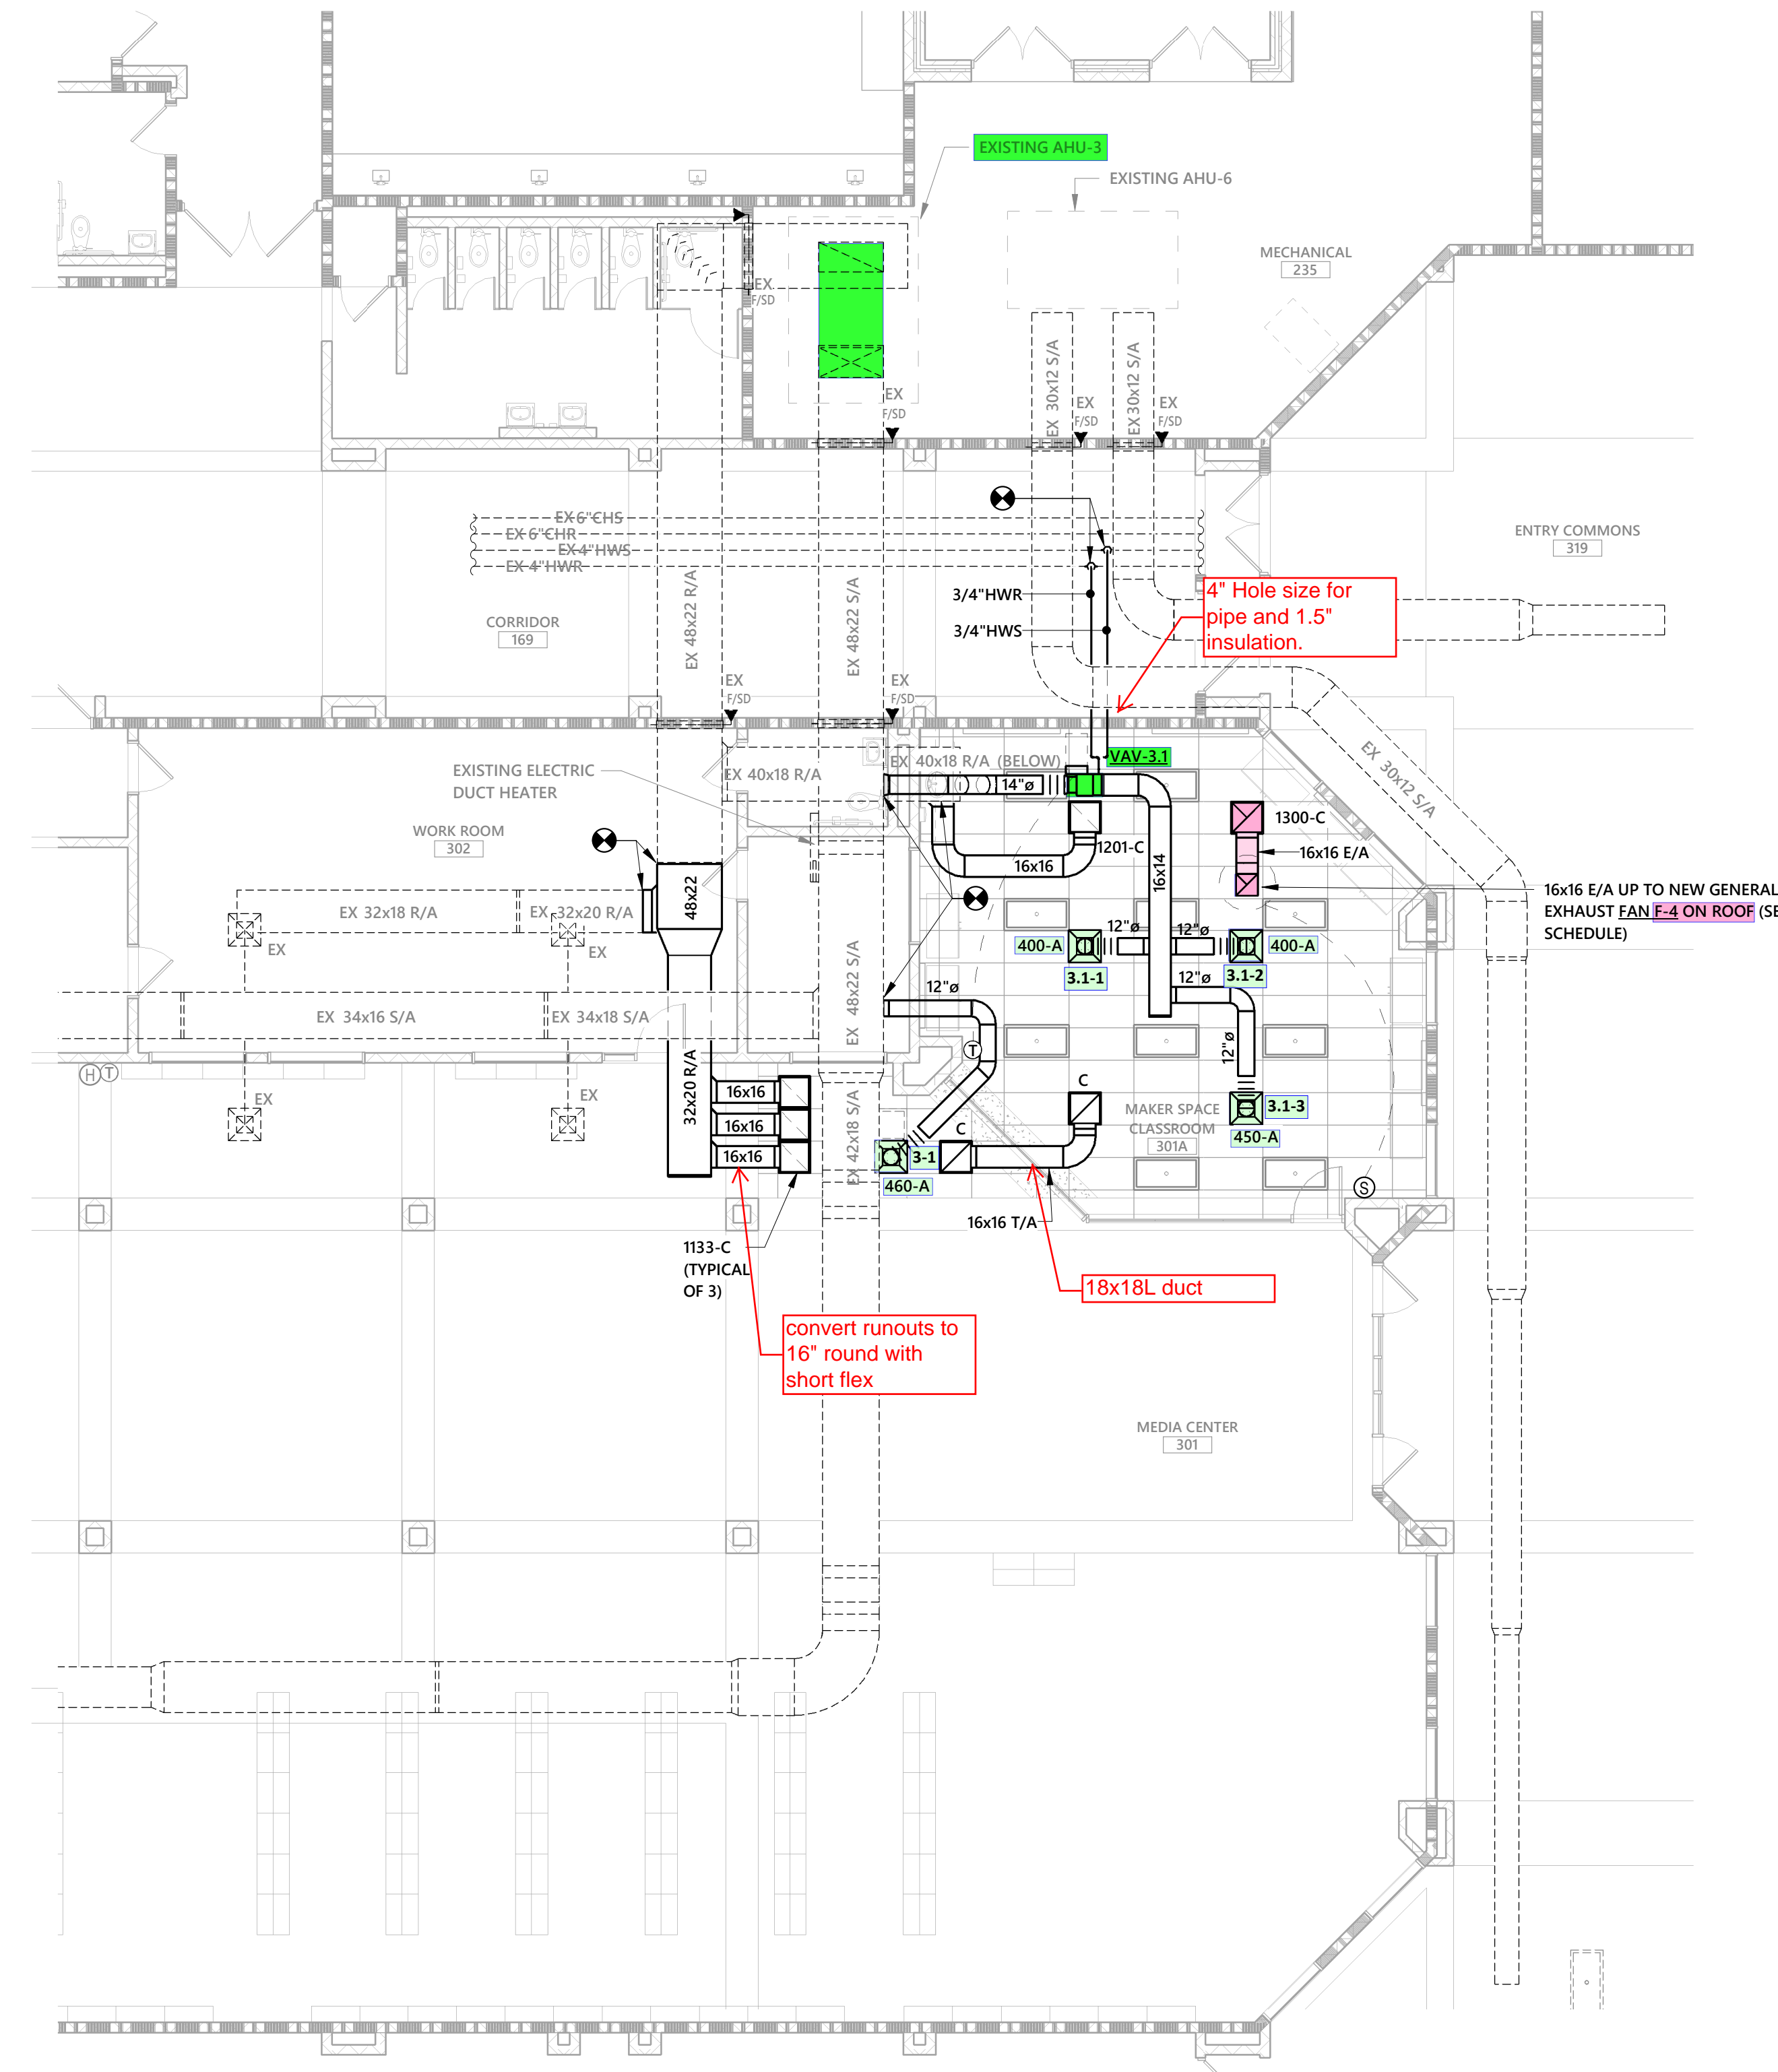 EXISTING AHU-3
EXISTING AHU-6
MECHANICAL
235
EX
F/SD
EX
F/SD
EX 30x12 S/A
EX
F/SD
EX 30x12 S/A
EX
F/SD
EX 6"CHS
EX 6"CHR
EX 4"HWS
EX 4"HWR
ENTRY COMMONS
319
3/4"HWR
3/4"HWS
4" Hole size for
pipe and 1.5"
insulation.
CORRIDOR
169
EX 48x22 R/A
EX 48x22 S/A
EX
F/SD
EX
F/SD
EXISTING ELECTRIC
DUCT HEATER
EX 40x18 R/A
EX 40x18 R/A (BELOW)
VAV-3.1
14"ø
EX 30x12 S/A
WORK ROOM
302
1201-C
16x16
16x14
1300-C
16x16 E/A
16x16 E/A UP TO NEW GENERAL
EXHAUST FAN F-4 ON ROOF (SE
SCHEDULE)
48x22
EX 32x18 R/A
EX 32x20 R/A
EX
EX
12"ø
12"ø
400-A
400-A
3.1-1
3.1-2
12"ø
12"ø
12"ø
EX 48x22 S/A
EX 34x16 S/A
EX 34x18 S/A
T
H
T
EX
EX
32x20 R/A
16x16
16x16
16x16
EX 42x18 S/A
C
MAKER SPACE
CLASSROOM
301A
3.1-3
450-A
C
3-1
460-A
S
16x16 T/A
1133-C
(TYPICAL
OF 3)
18x18L duct
convert runouts to
16" round with
short flex
MEDIA CENTER
301